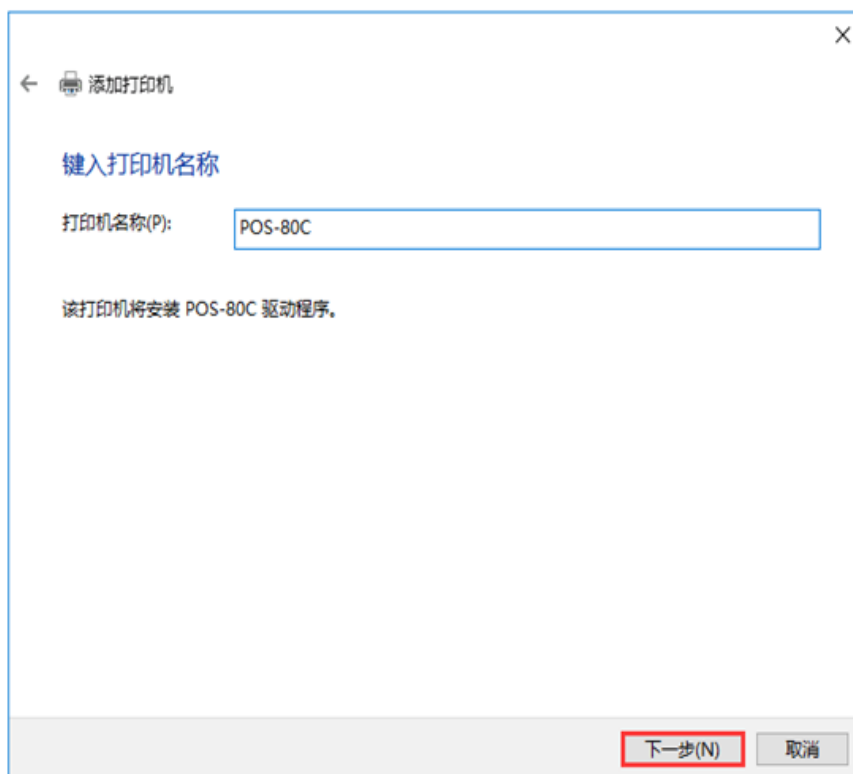 添加打印机
键入打印机名称
打印机名称(P):
POS-80C
该打印机将安装 POS-80C 驱动程序。
下一步(N)
取消